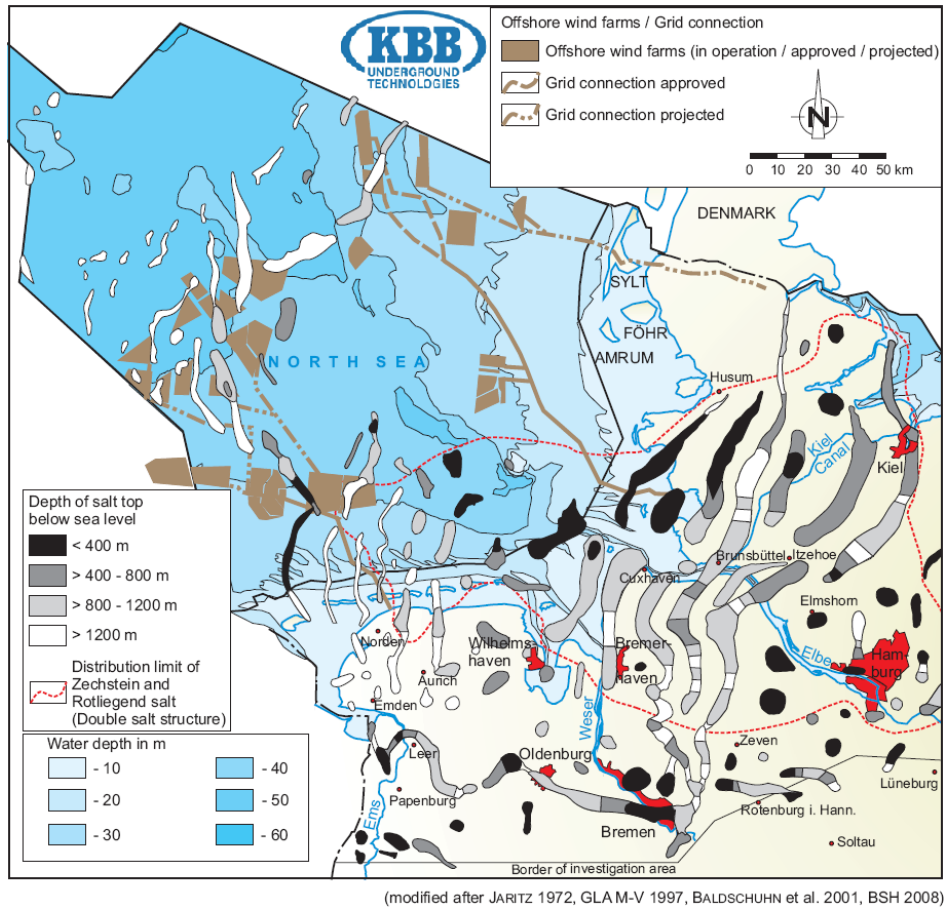 KBB
UNDERGROUND
TECHNOLOGIES
Offshore wind farms / Grid connection
Offshore wind farms (in operation / approved / projected)
Grid connection approved
Grid connection projected
N
0 10 20 30 40 50 km
DENMARK
SYLT
FÖHR
AMRUM
NORTH SEA
Husum
Kiel
Canal
Kiel
Depth of salt top
below sea level
< 400 m
> 400 - 800 m
> 800 - 1200 m
> 1200 m
Distribution limit of
Zechstein and
Rotliegend salt
(Double salt structure)
Brunsbüttel
Itzehoe
Cuxhaven
Elmshorn
Norden
Wilhelms-
haven
Bremer-
haven
Elbe
Ham-
burg
Aurich
Emden
Weser
Water depth in m
- 10
- 20
- 30
- 40
- 50
- 60
Leer
Oldenburg
Zeven
Lüneburg
Papenburg
Ems
Rotenburg i. Hann.
Bremen
Soltau
Border of investigation area
(modified after JARITZ 1972, GLA M-V 1997, BALDSCHUHN et al. 2001, BSH 2008)